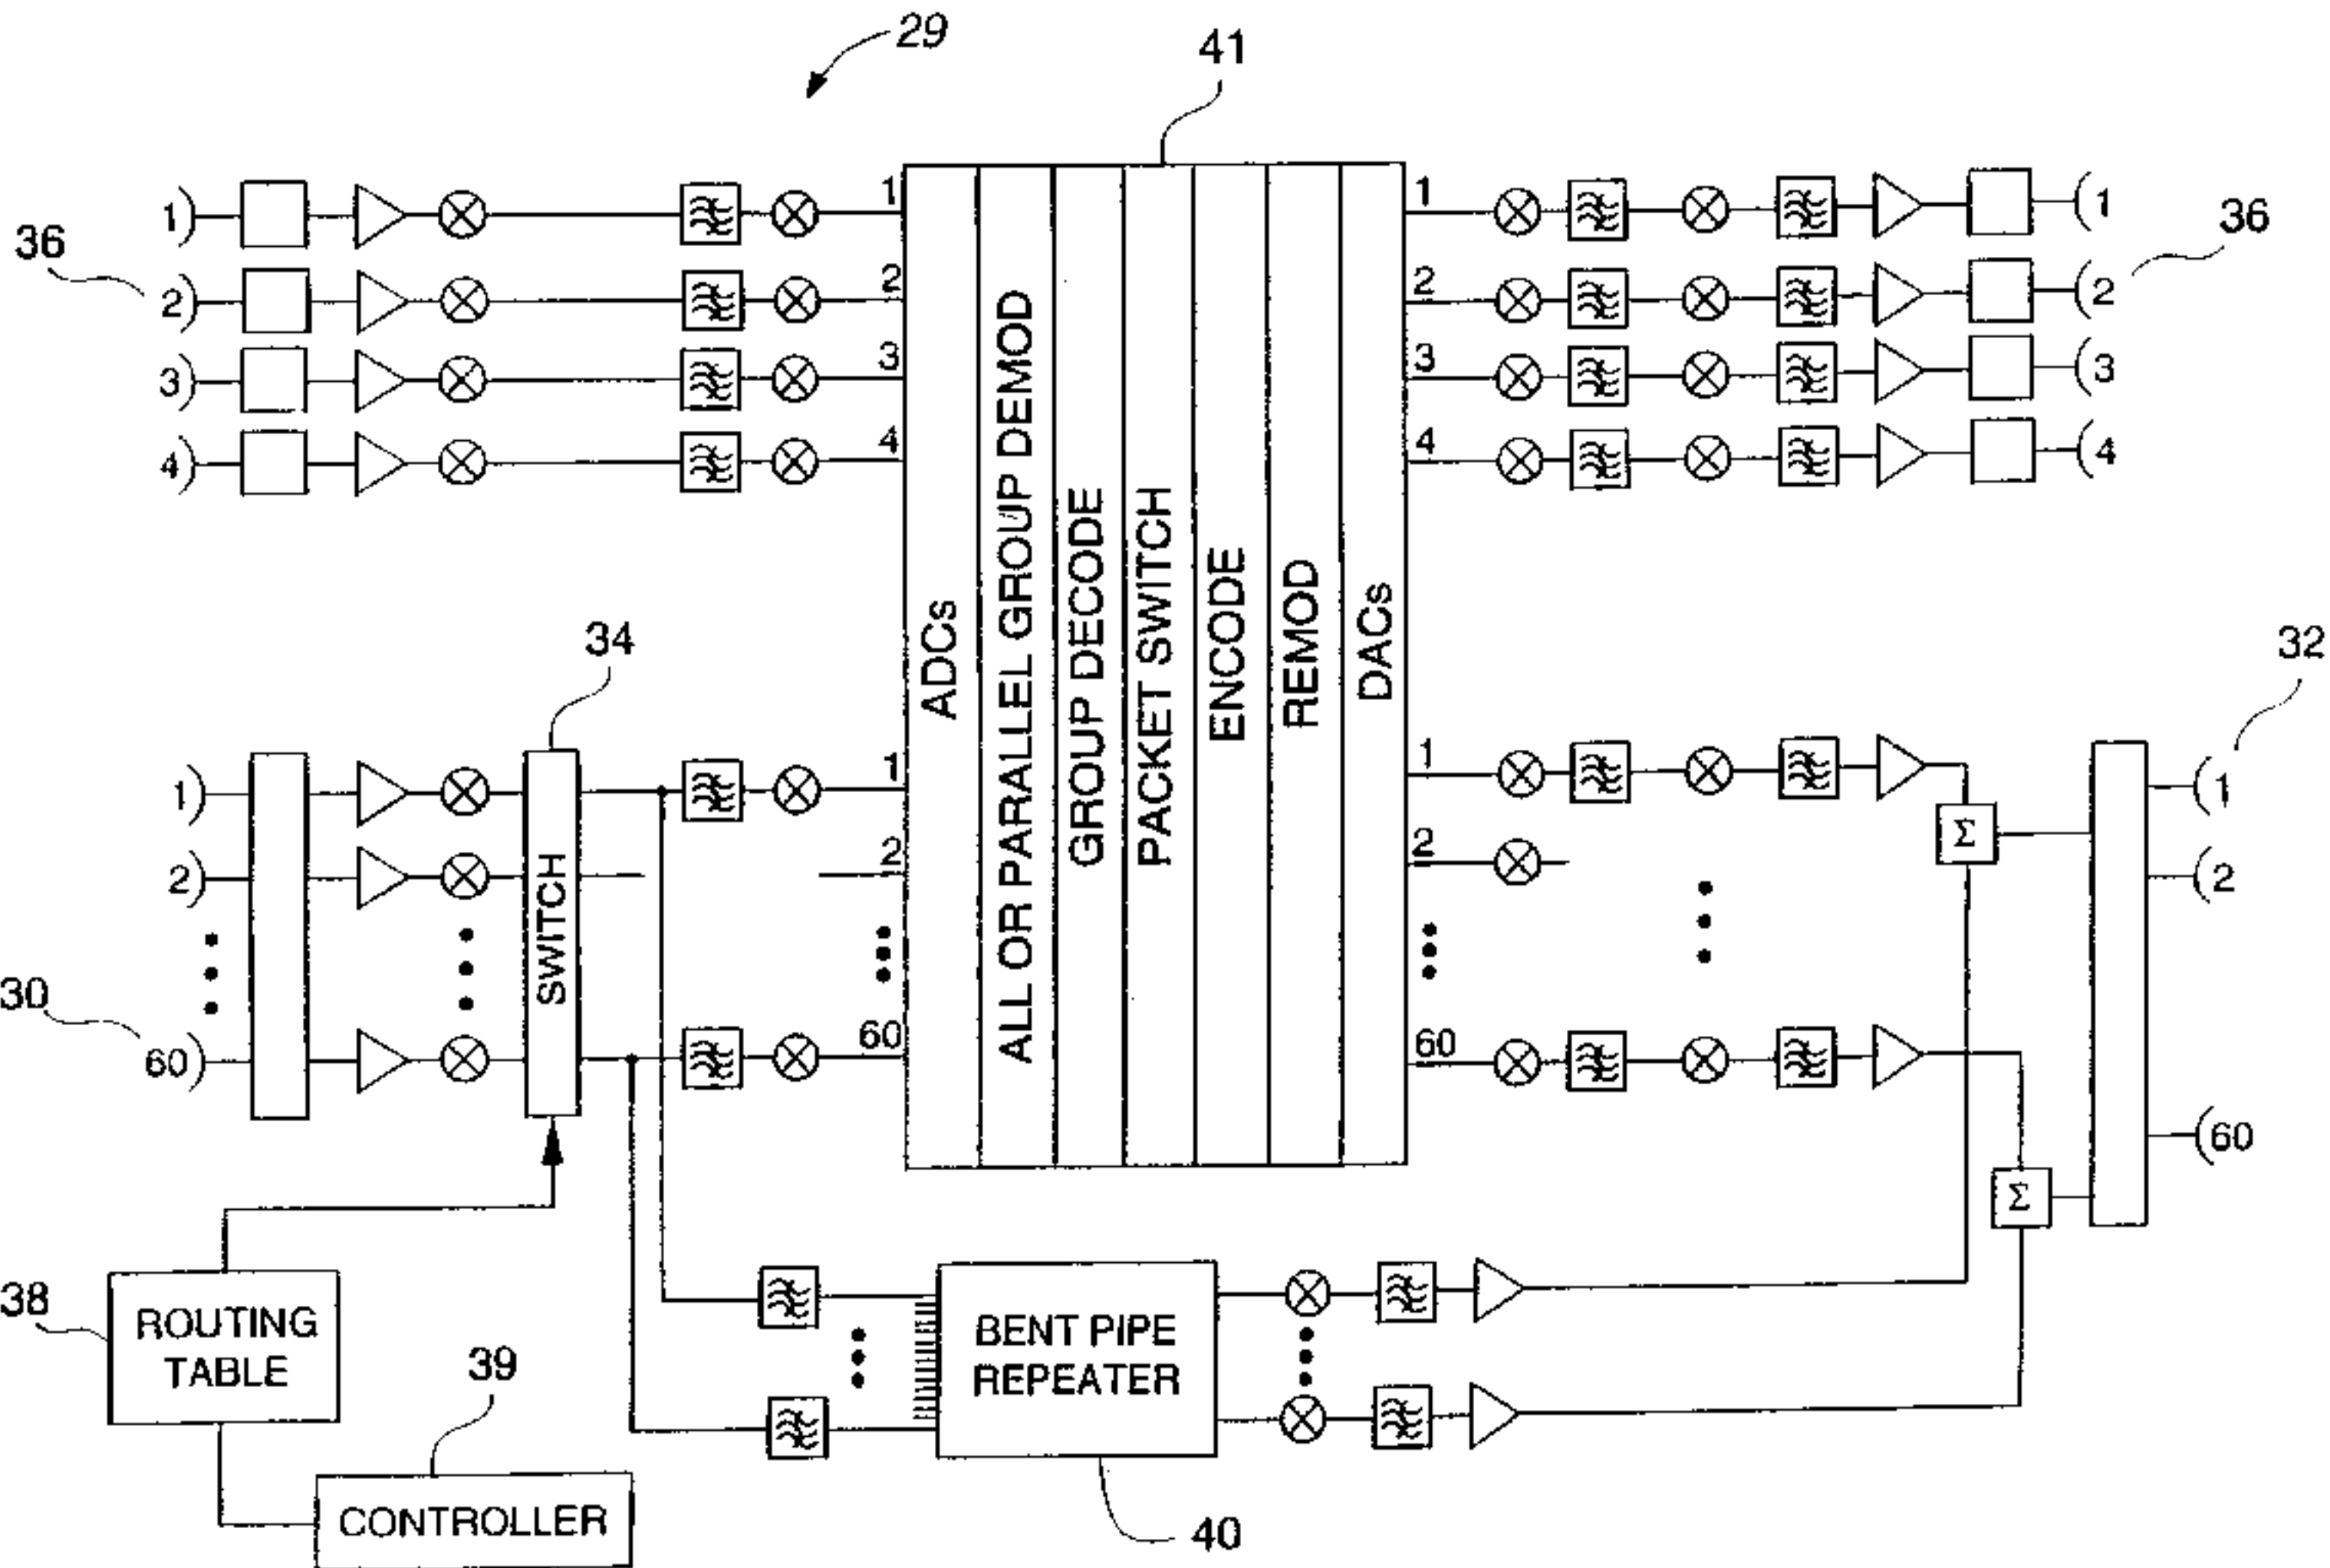 29
41
1 1 1 1
36 36
2 2 2 2
3 3 3 3
4 4 4 4
ADCs
ALL OR PARALLEL GROUP DEMOD
GROUP DECODE
PACKET SWITCH
ENCODE
REMOD
DACs
34
32
1 1 1 1
Σ
2 2 2 2
SWITCH
30
60 60 60 60
Σ
38
ROUTING
TABLE
BENT PIPE
REPEATER
39
CONTROLLER
40